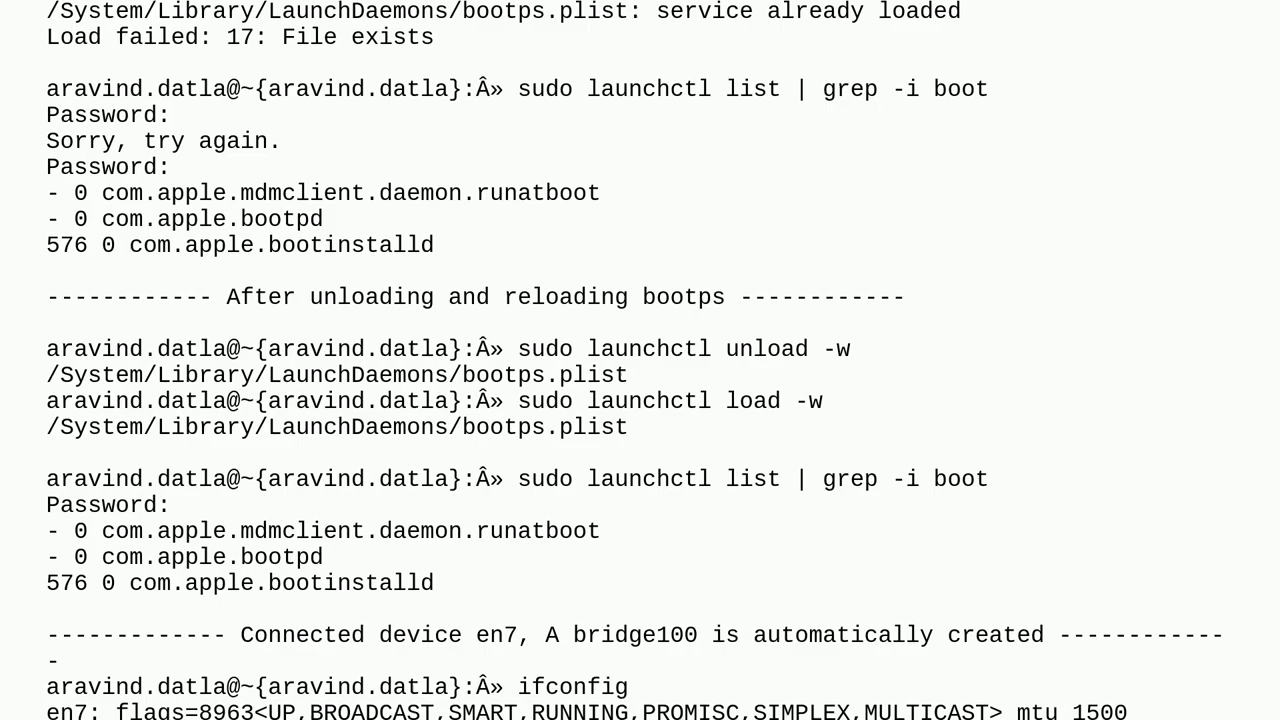 /System/Library/LaunchDaemons/bootps.plist: service already loaded
Load failed: 17: File exists
aravind.datla@~{aravind.datla}:Â» sudo launchctl list | grep -i boot
Password:
Sorry, try again.
Password:
- 0 com.apple.mdmclient.daemon.runatboot
- 0 com.apple.bootpd
576 0 com.apple.bootinstalld
------------ After unloading and reloading bootps ------------
aravind.datla@~{aravind.datla}:Â» sudo launchctl unload -w
/System/Library/LaunchDaemons/bootps.plist
aravind.datla@~{aravind.datla}:Â» sudo launchctl load -w
/System/Library/LaunchDaemons/bootps.plist
aravind.datla@~{aravind.datla}:Â» sudo launchctl list | grep -i boot
Password:
- 0 com.apple.mdmclient.daemon.runatboot
- 0 com.apple.bootpd
576 0 com.apple.bootinstalld
------------- Connected device en7, A bridge100 is automatically created ------------
-
aravind.datla@~{aravind.datla}:Â» ifconfig
en7: flags=8963<UP,BROADCAST,SMART,RUNNING,PROMISC,SIMPLEX,MULTICAST> mtu 1500